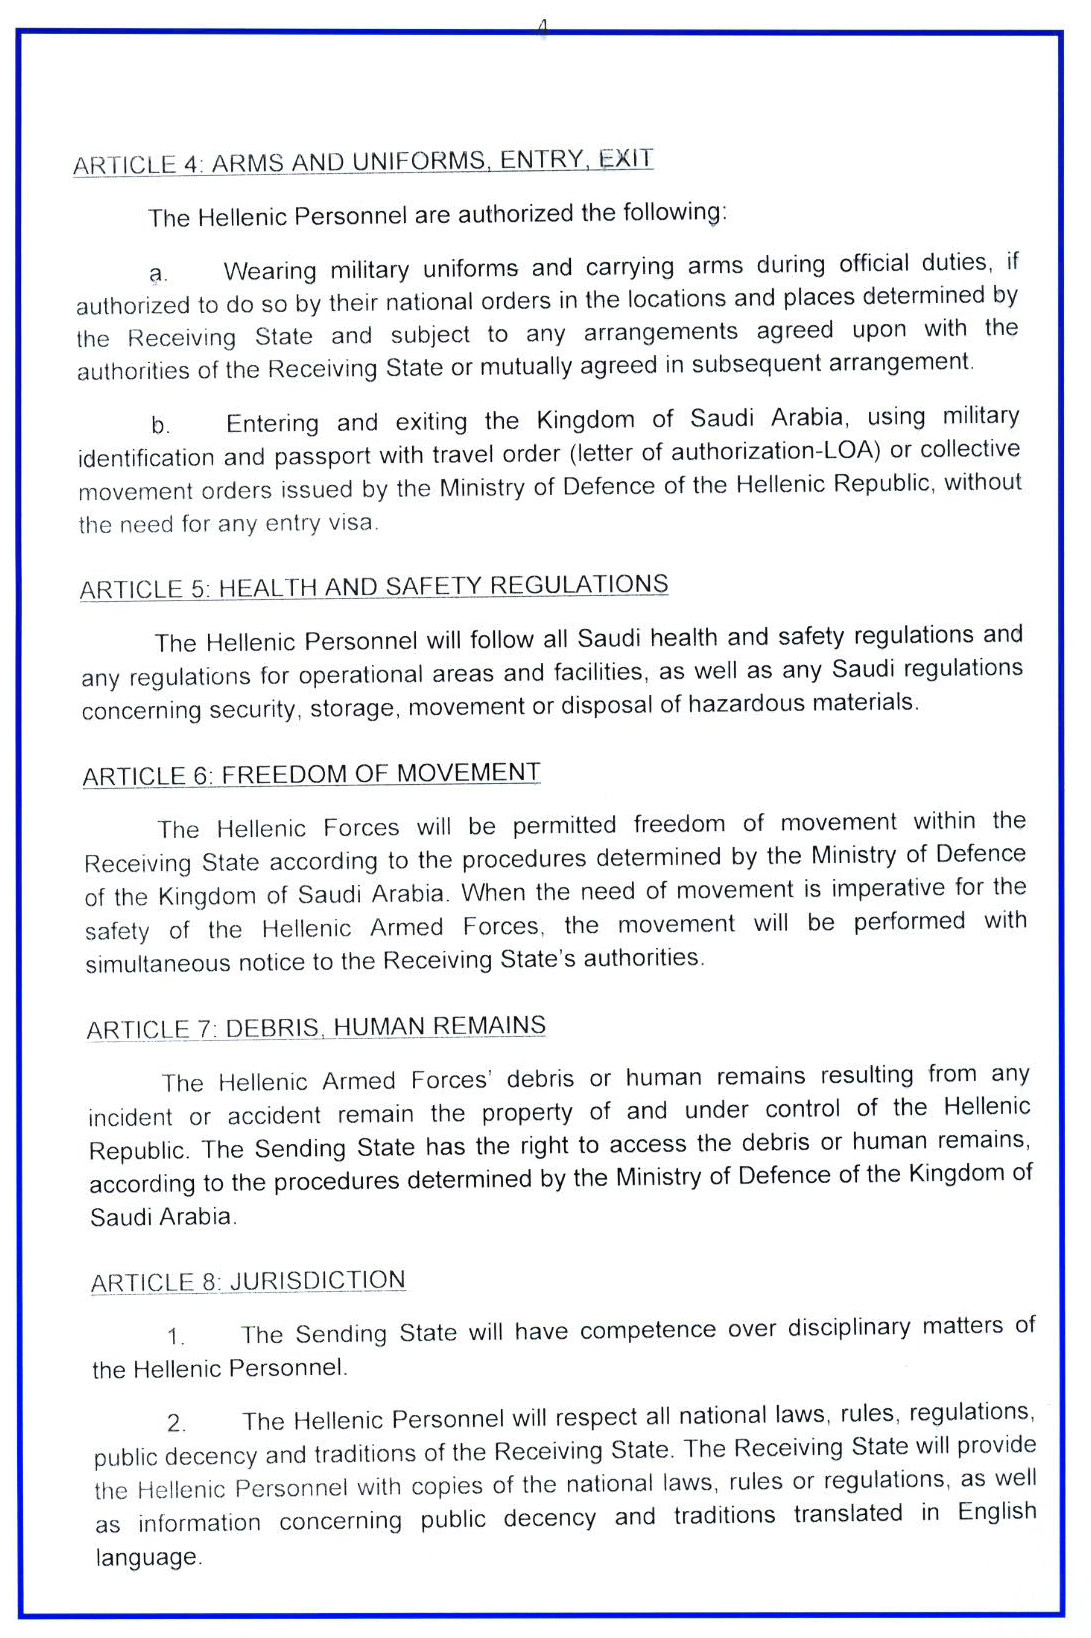 4
ARTICLE 4: ARMS AND UNIFORMS, ENTRY, EXIT
The Hellenic Personnel are authorized the following:
a. Wearing military uniforms and carrying arms during official duties, if
authorized to do so by their national orders in the locations and places determined by
the Receiving State and subject to any arrangements agreed upon with the
authorities of the Receiving State or mutually agreed in subsequent arrangement.
b. Entering and exiting the Kingdom of Saudi Arabia, using military
identification and passport with travel order (letter of authorization-LOA) or collective
movement orders issued by the Ministry of Defence of the Hellenic Republic, without
the need for any entry visa.
ARTICLE 5: HEALTH AND SAFETY REGULATIONS
The Hellenic Personnel will follow all Saudi health and safety regulations and
any regulations for operational areas and facilities, as well as any Saudi regulations
concerning security, storage, movement or disposal of hazardous materials.
ARTICLE 6: FREEDOM OF MOVEMENT
The Hellenic Forces will be permitted freedom of movement within the
Receiving State according to the procedures determined by the Ministry of Defence
of the Kingdom of Saudi Arabia. When the need of movement is imperative for the
safety of the Hellenic Armed Forces, the movement will be performed with
simultaneous notice to the Receiving State's authorities.
ARTICLE 7: DEBRIS, HUMAN REMAINS
The Hellenic Armed Forces' debris or human remains resulting from any
incident or accident remain the property of and under control of the Hellenic
Republic. The Sending State has the right to access the debris or human remains,
according to the procedures determined by the Ministry of Defence of the Kingdom of
Saudi Arabia.
ARTICLE 8: JURISDICTION
1. The Sending State will have competence over disciplinary matters of
the Hellenic Personnel.
2. The Hellenic Personnel will respect all national laws, rules, regulations,
public decency and traditions of the Receiving State. The Receiving State will provide
the Hellenic Personnel with copies of the national laws, rules or regulations, as well
as information concerning public decency and traditions translated in English
language.